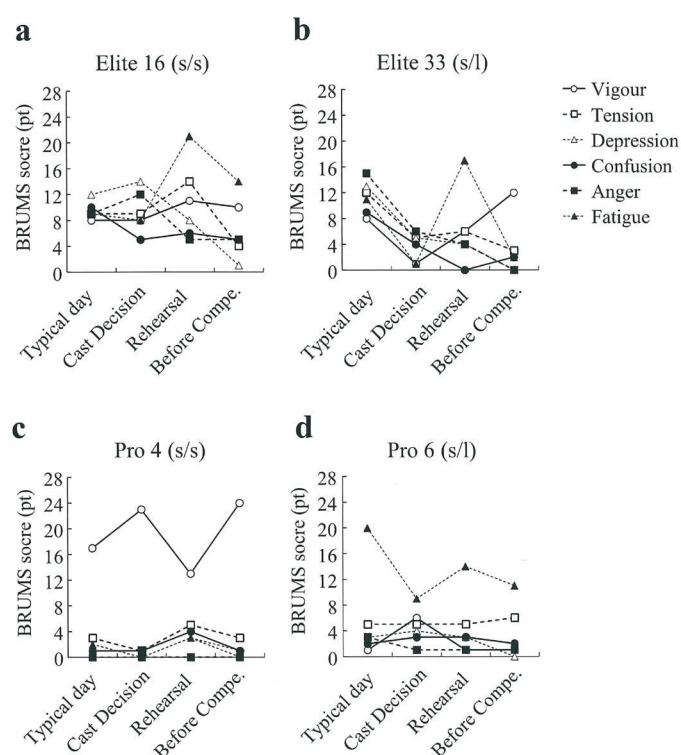 a
Elite 16 (s/s)
BRUMS socre (pt)
28
24
20
16
12
8
4
0
Typical day
Cast Decision
Rehearsal
Before Compe.
b
Elite 33 (s/l)
BRUMS socre (pt)
28
24
20
16
12
8
4
0
Typical day
Cast Decision
Rehearsal
Before Compe.
Vigour
Tension
Depression
Confusion
Anger
Fatigue
c
Pro 4 (s/s)
BRUMS socre (pt)
28
24
20
16
12
8
4
0
Typical day
Cast Decision
Rehearsal
Before Compe.
d
Pro 6 (s/l)
BRUMS socre (pt)
28
24
20
16
12
8
4
0
Typical day
Cast Decision
Rehearsal
Before Compe.